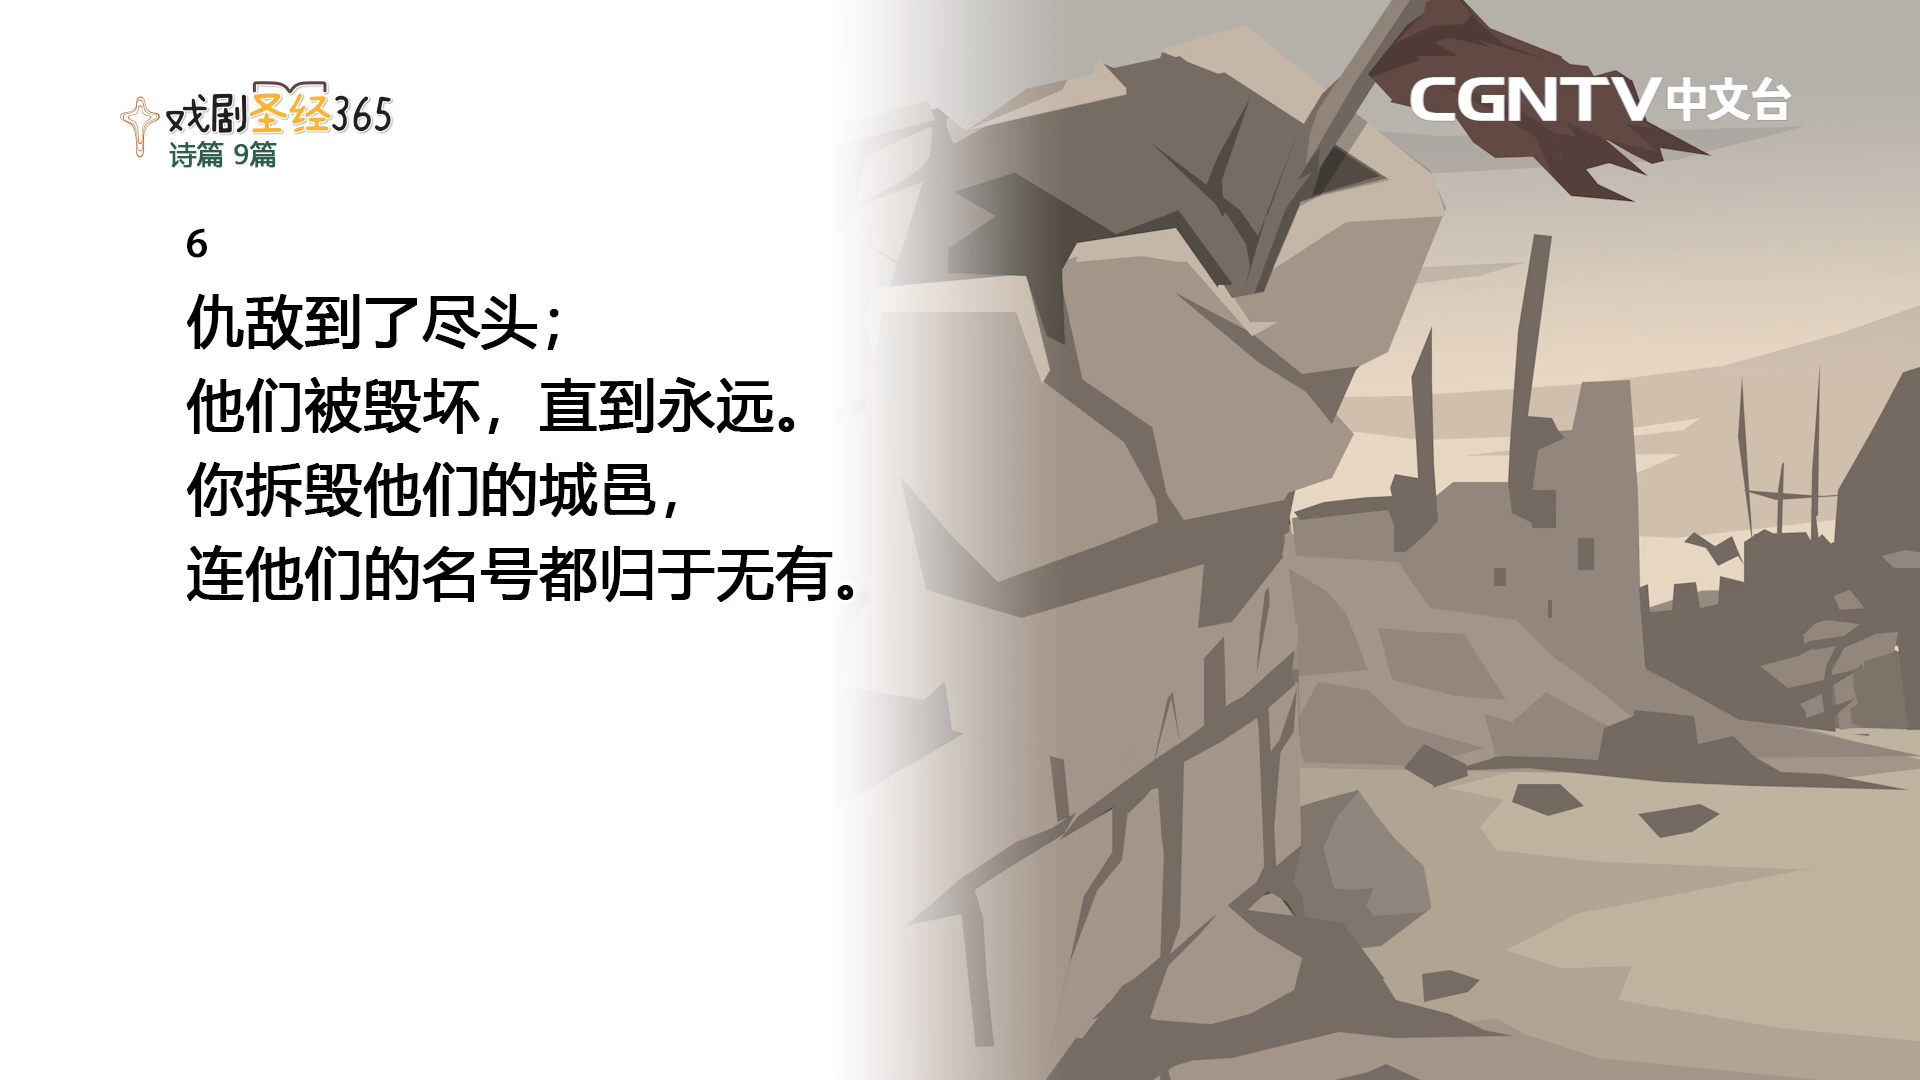 戏剧圣经365
诗篇 9篇
CGNTV中文台
6
仇敌到了尽头；
他们被毁坏，直到永远。
你拆毁他们的城邑，
连他们的名号都归于无有。